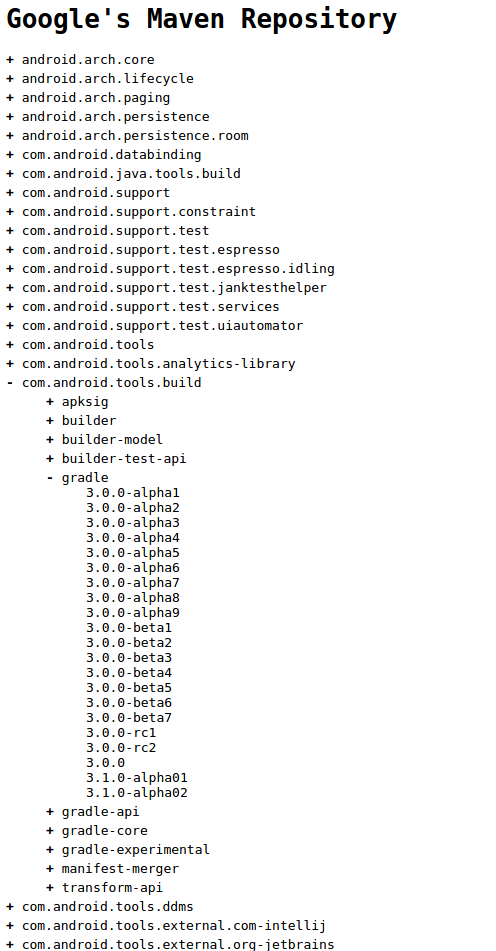 Google's Maven Repository
+ android.arch.core
+ android.arch.lifecycle
+ android.arch.paging
+ android.arch.persistence
+ android.arch.persistence.room
+ com.android.databinding
+ com.android.java.tools.build
+ com.android.support
+ com.android.support.constraint
+ com.android.support.test
+ com.android.support.test.espresso
+ com.android.support.test.espresso.idling
+ com.android.support.test.janktesthelper
+ com.android.support.test.services
+ com.android.support.test.uiautomator
+ com.android.tools
+ com.android.tools.analytics-library
- com.android.tools.build
+ apksig
+ builder
+ builder-model
+ builder-test-api
- gradle
3.0.0-alpha1
3.0.0-alpha2
3.0.0-alpha3
3.0.0-alpha4
3.0.0-alpha5
3.0.0-alpha6
3.0.0-alpha7
3.0.0-alpha8
3.0.0-alpha9
3.0.0-beta1
3.0.0-beta2
3.0.0-beta3
3.0.0-beta4
3.0.0-beta5
3.0.0-beta6
3.0.0-beta7
3.0.0-rc1
3.0.0-rc2
3.0.0
3.1.0-alpha01
3.1.0-alpha02
+ gradle-api
+ gradle-core
+ gradle-experimental
+ manifest-merger
+ transform-api
+ com.android.tools.ddms
+ com.android.tools.external.com-intellij
+ com.android.tools.external.org-jetbrains